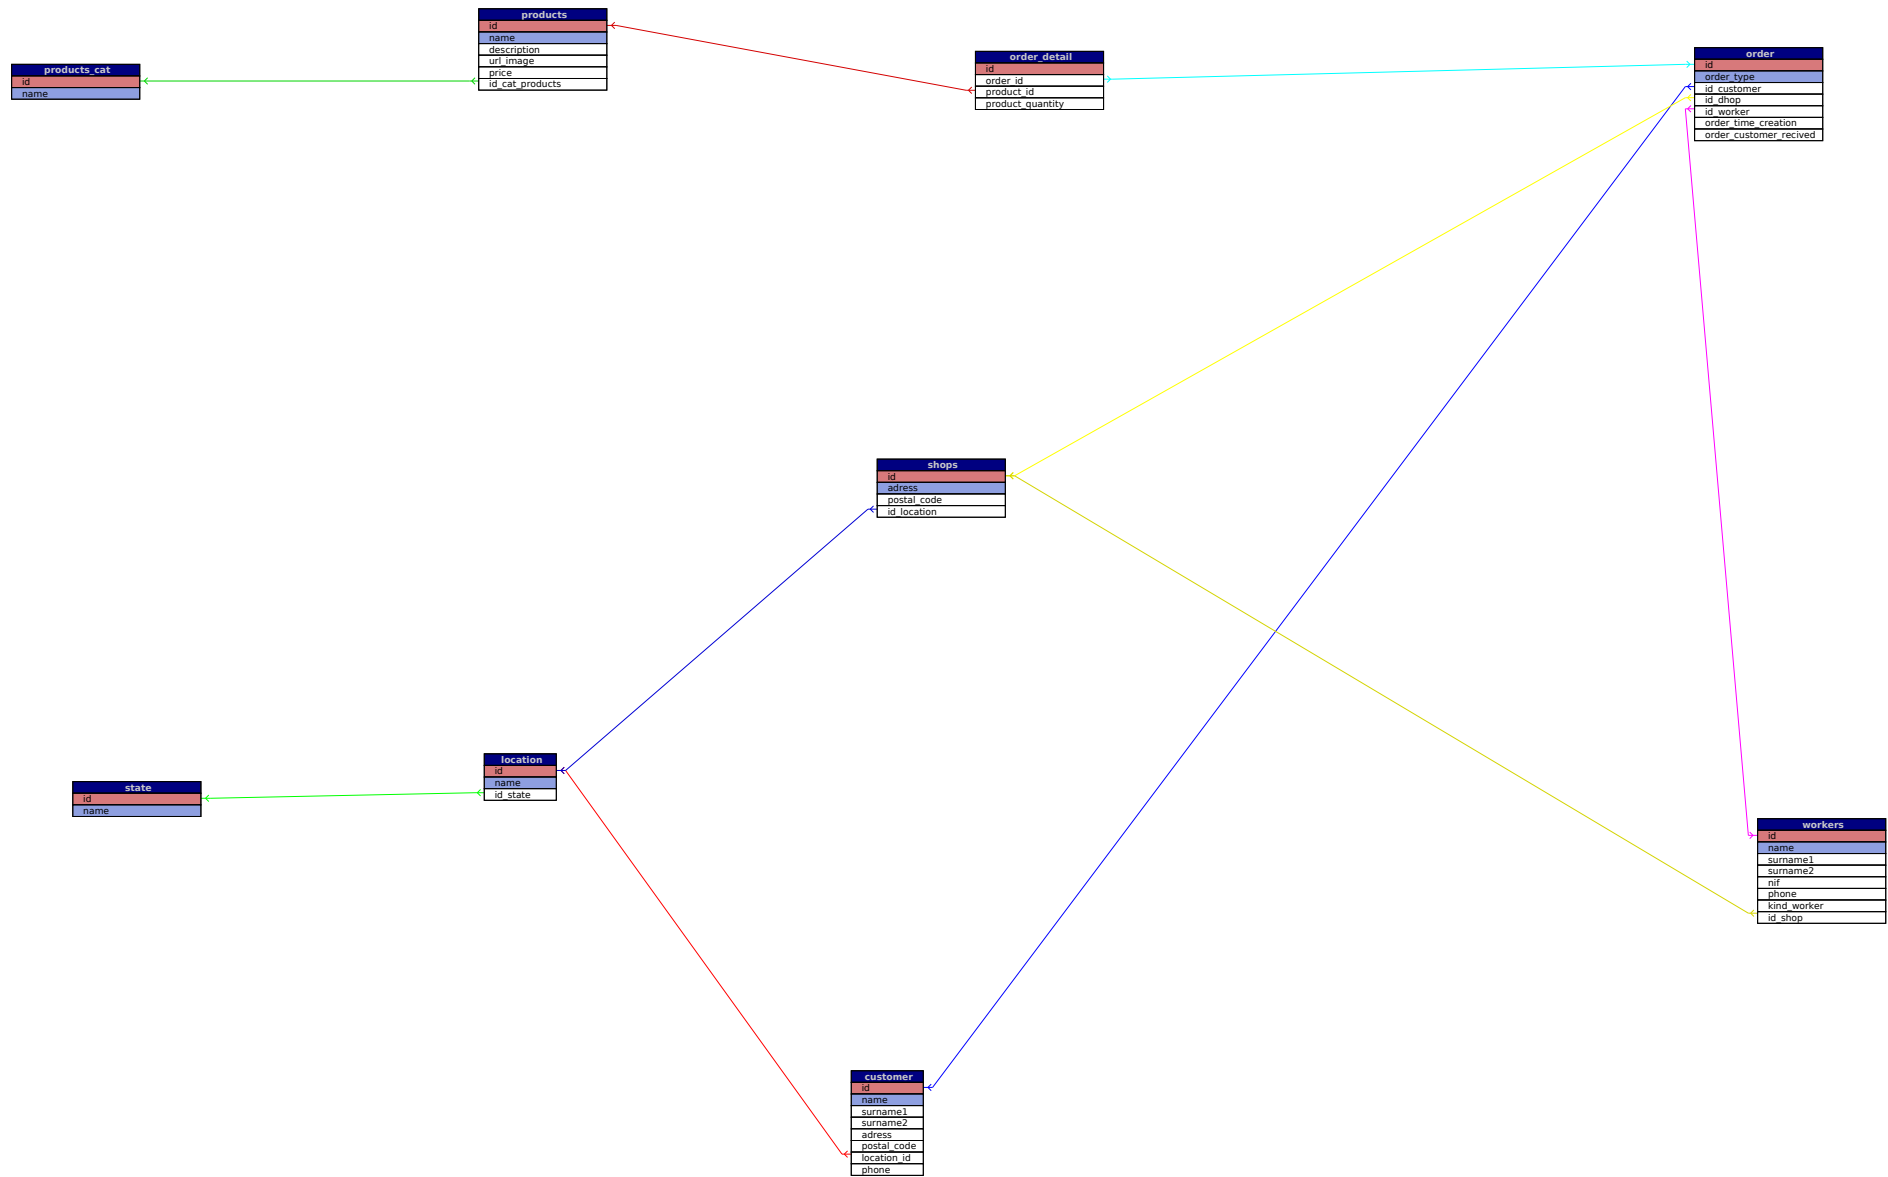 products
id
name
description
url_image
price
id_cat_products
products_cat
id
name
order_detail
id
order_id
product_id
product_quantity
order
id
order_type
id_customer
id_dhop
id_worker
order_time_creation
order_customer_recived
shops
id
adress
postal_code
id_location
location
id
name
id_state
state
id
name
workers
id
name
surname1
surname2
nif
phone
kind_worker
id_shop
customer
id
name
surname1
surname2
adress
postal_code
location_id
phone